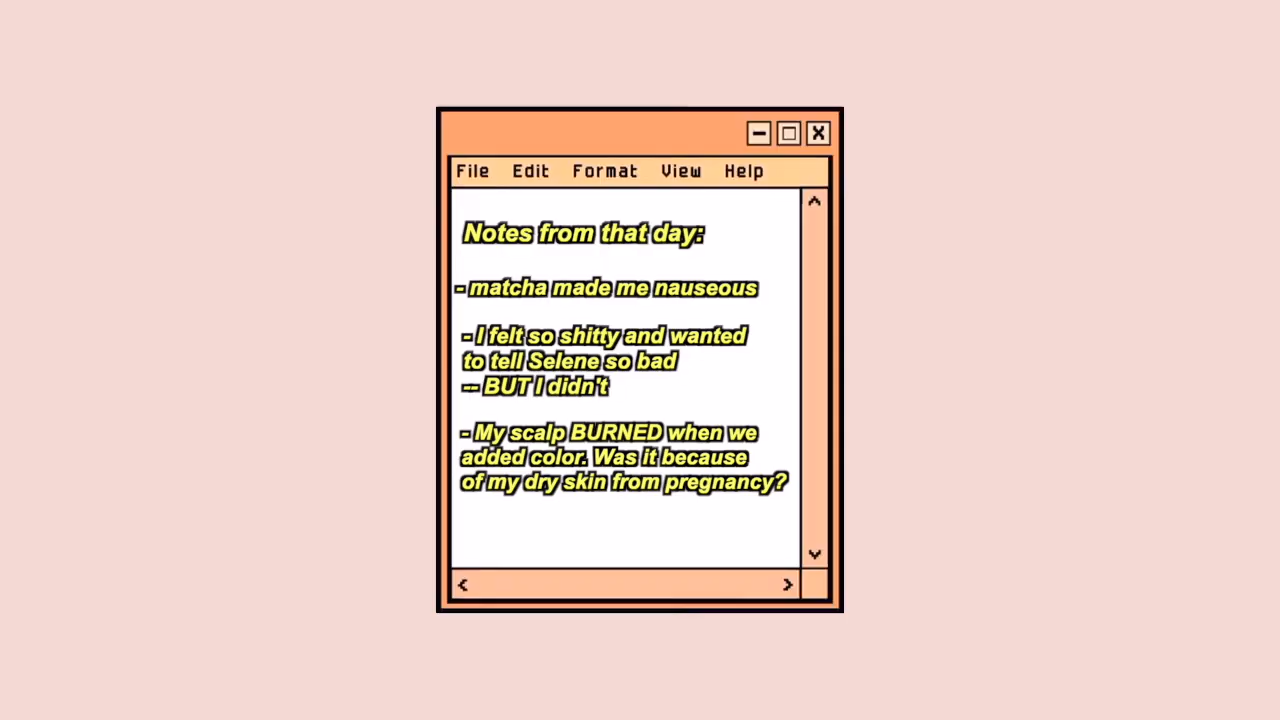 File Edit Format View Help
Notes from that day:
- matcha made me nauseous
- I felt so shitty and wanted
to tell Selene so bad
-- BUT I didn't
- My scalp BURNED when we
added color. Was it because
of my dry skin from pregnancy?